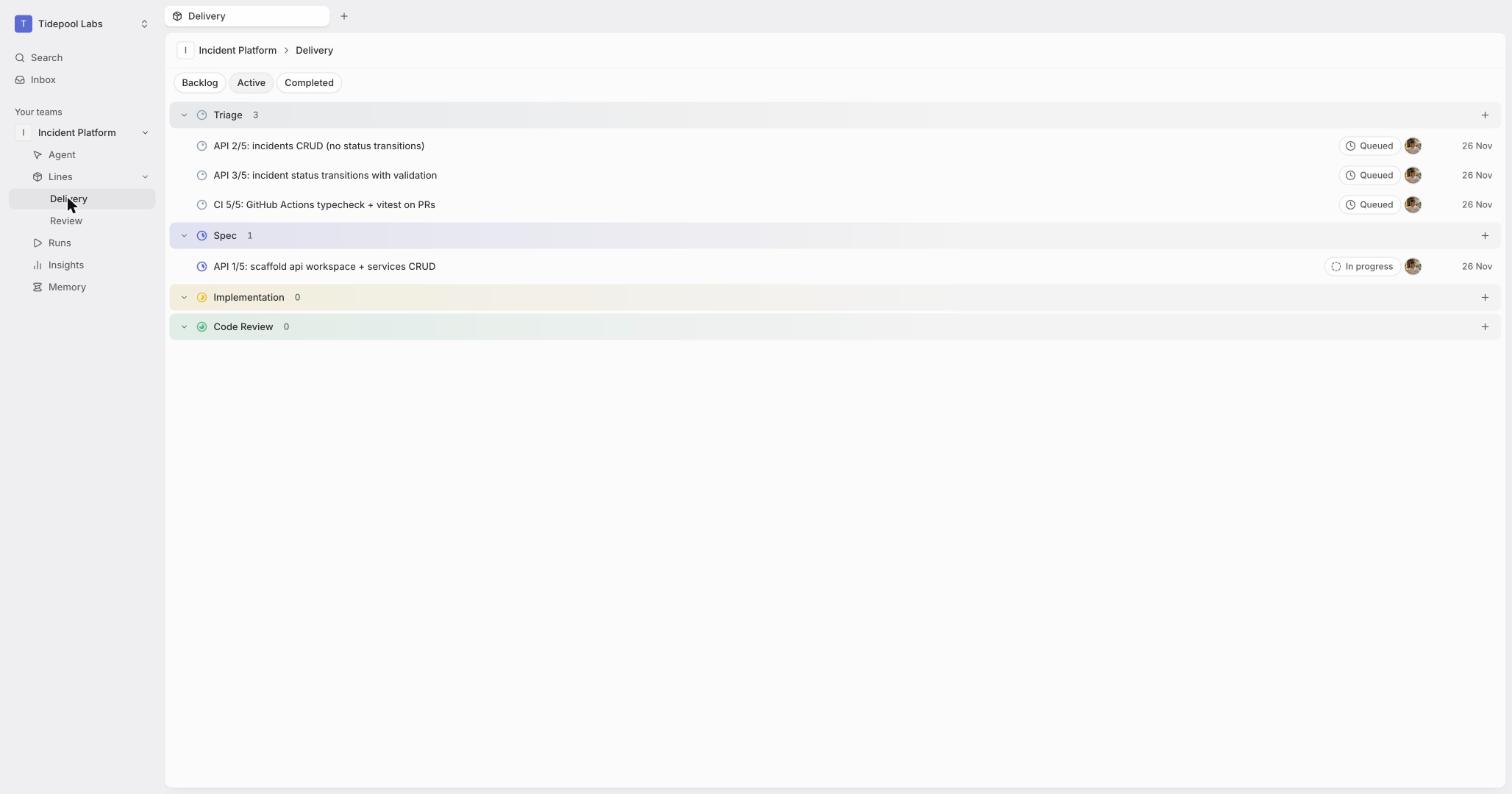 T Tidepool Labs
Search
Inbox
Your teams
I Incident Platform
Agent
Lines
Delivery
Review
Runs
Insights
Memory
Delivery
I Incident Platform > Delivery
Backlog Active Completed
Triage 3
API 2/5: incidents CRUD (no status transitions) Queued 26 Nov
API 3/5: incident status transitions with validation Queued 26 Nov
CI 5/5: GitHub Actions typecheck + vitest on PRs Queued 26 Nov
Spec 1
API 1/5: scaffold api workspace + services CRUD In progress 26 Nov
Implementation 0
Code Review 0